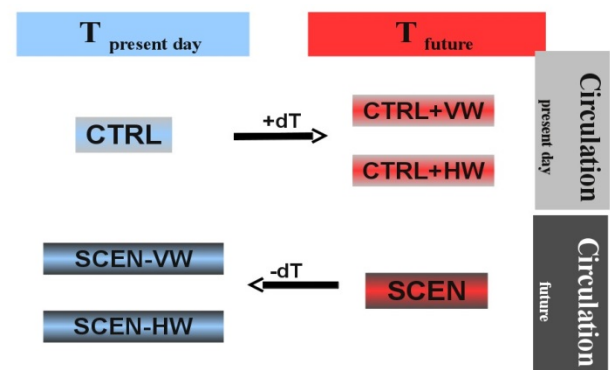 T present day
T future
CTRL
+dT
CTRL+VW
CTRL+HW
Circulation
present day
SCEN-VW
-dT
SCEN
SCEN-HW
Circulation
future